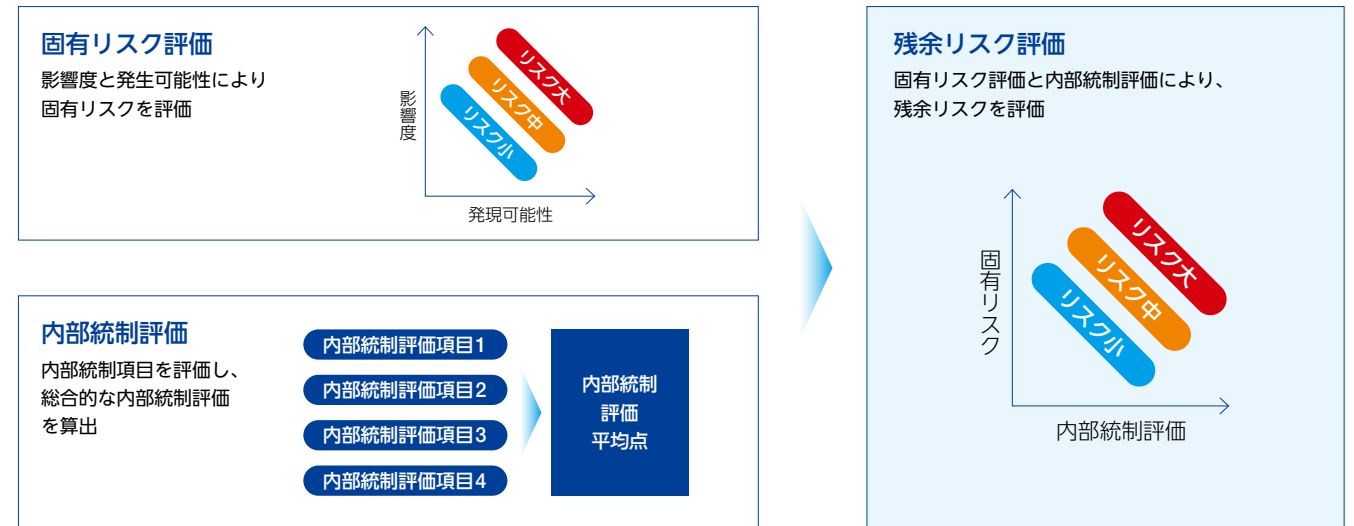 固有リスク評価
影響度と発生可能性により
固有リスクを評価
影響度
リスク大
リスク中
リスク小
発現可能性
内部統制評価
内部統制項目を評価し、
総合的な内部統制評価
を算出
内部統制評価項目1
内部統制評価項目2
内部統制評価項目3
内部統制評価項目4
内部統制
評価
平均点
残余リスク評価
固有リスク評価と内部統制評価により、
残余リスクを評価
固有リスク
リスク大
リスク中
リスク小
内部統制評価